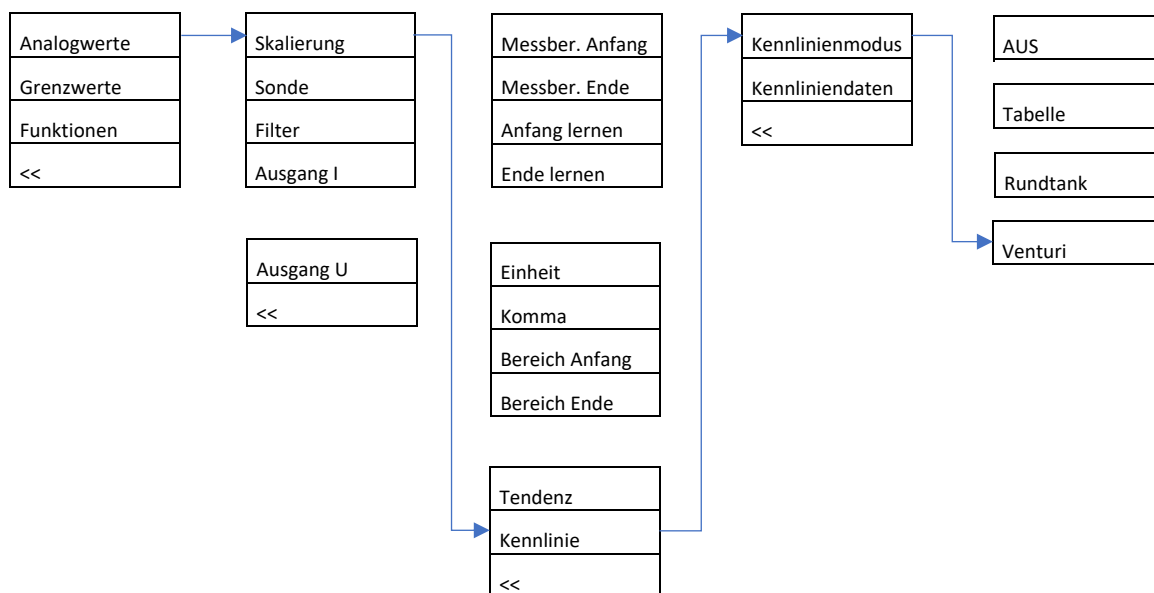 Analogwerte
Grenzwerte
Funktionen
<<
Skalierung
Sonde
Filter
Ausgang I
Ausgang U
<<
Messber. Anfang
Messber. Ende
Anfang lernen
Ende lernen
Einheit
Komma
Bereich Anfang
Bereich Ende
Tendenz
Kennlinie
<<
Kennlinienmodus
Kennliniendaten
<<
AUS
Tabelle
Rundtank
Venturi